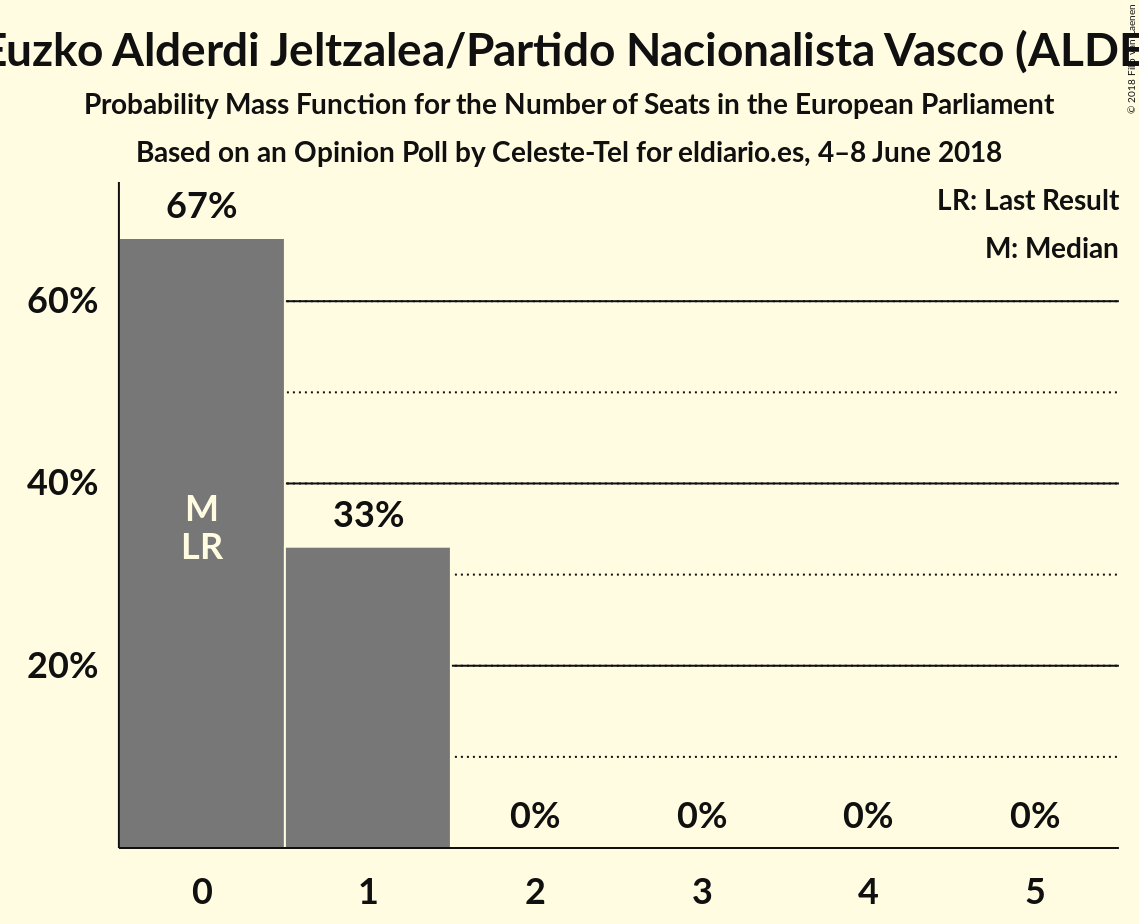 Euzko Alderdi Jeltzalea/Partido Nacionalista Vasco (ALDE
Probability Mass Function for the Number of Seats in the European Parliament
Based on an Opinion Poll by Celeste-Tel for eldiario.es, 4–8 June 2018
LR: Last Result
M: Median
67%
60%
40%
20%
M
LR
33%
0% 0% 0% 0%
0 1 2 3 4 5
© 2018